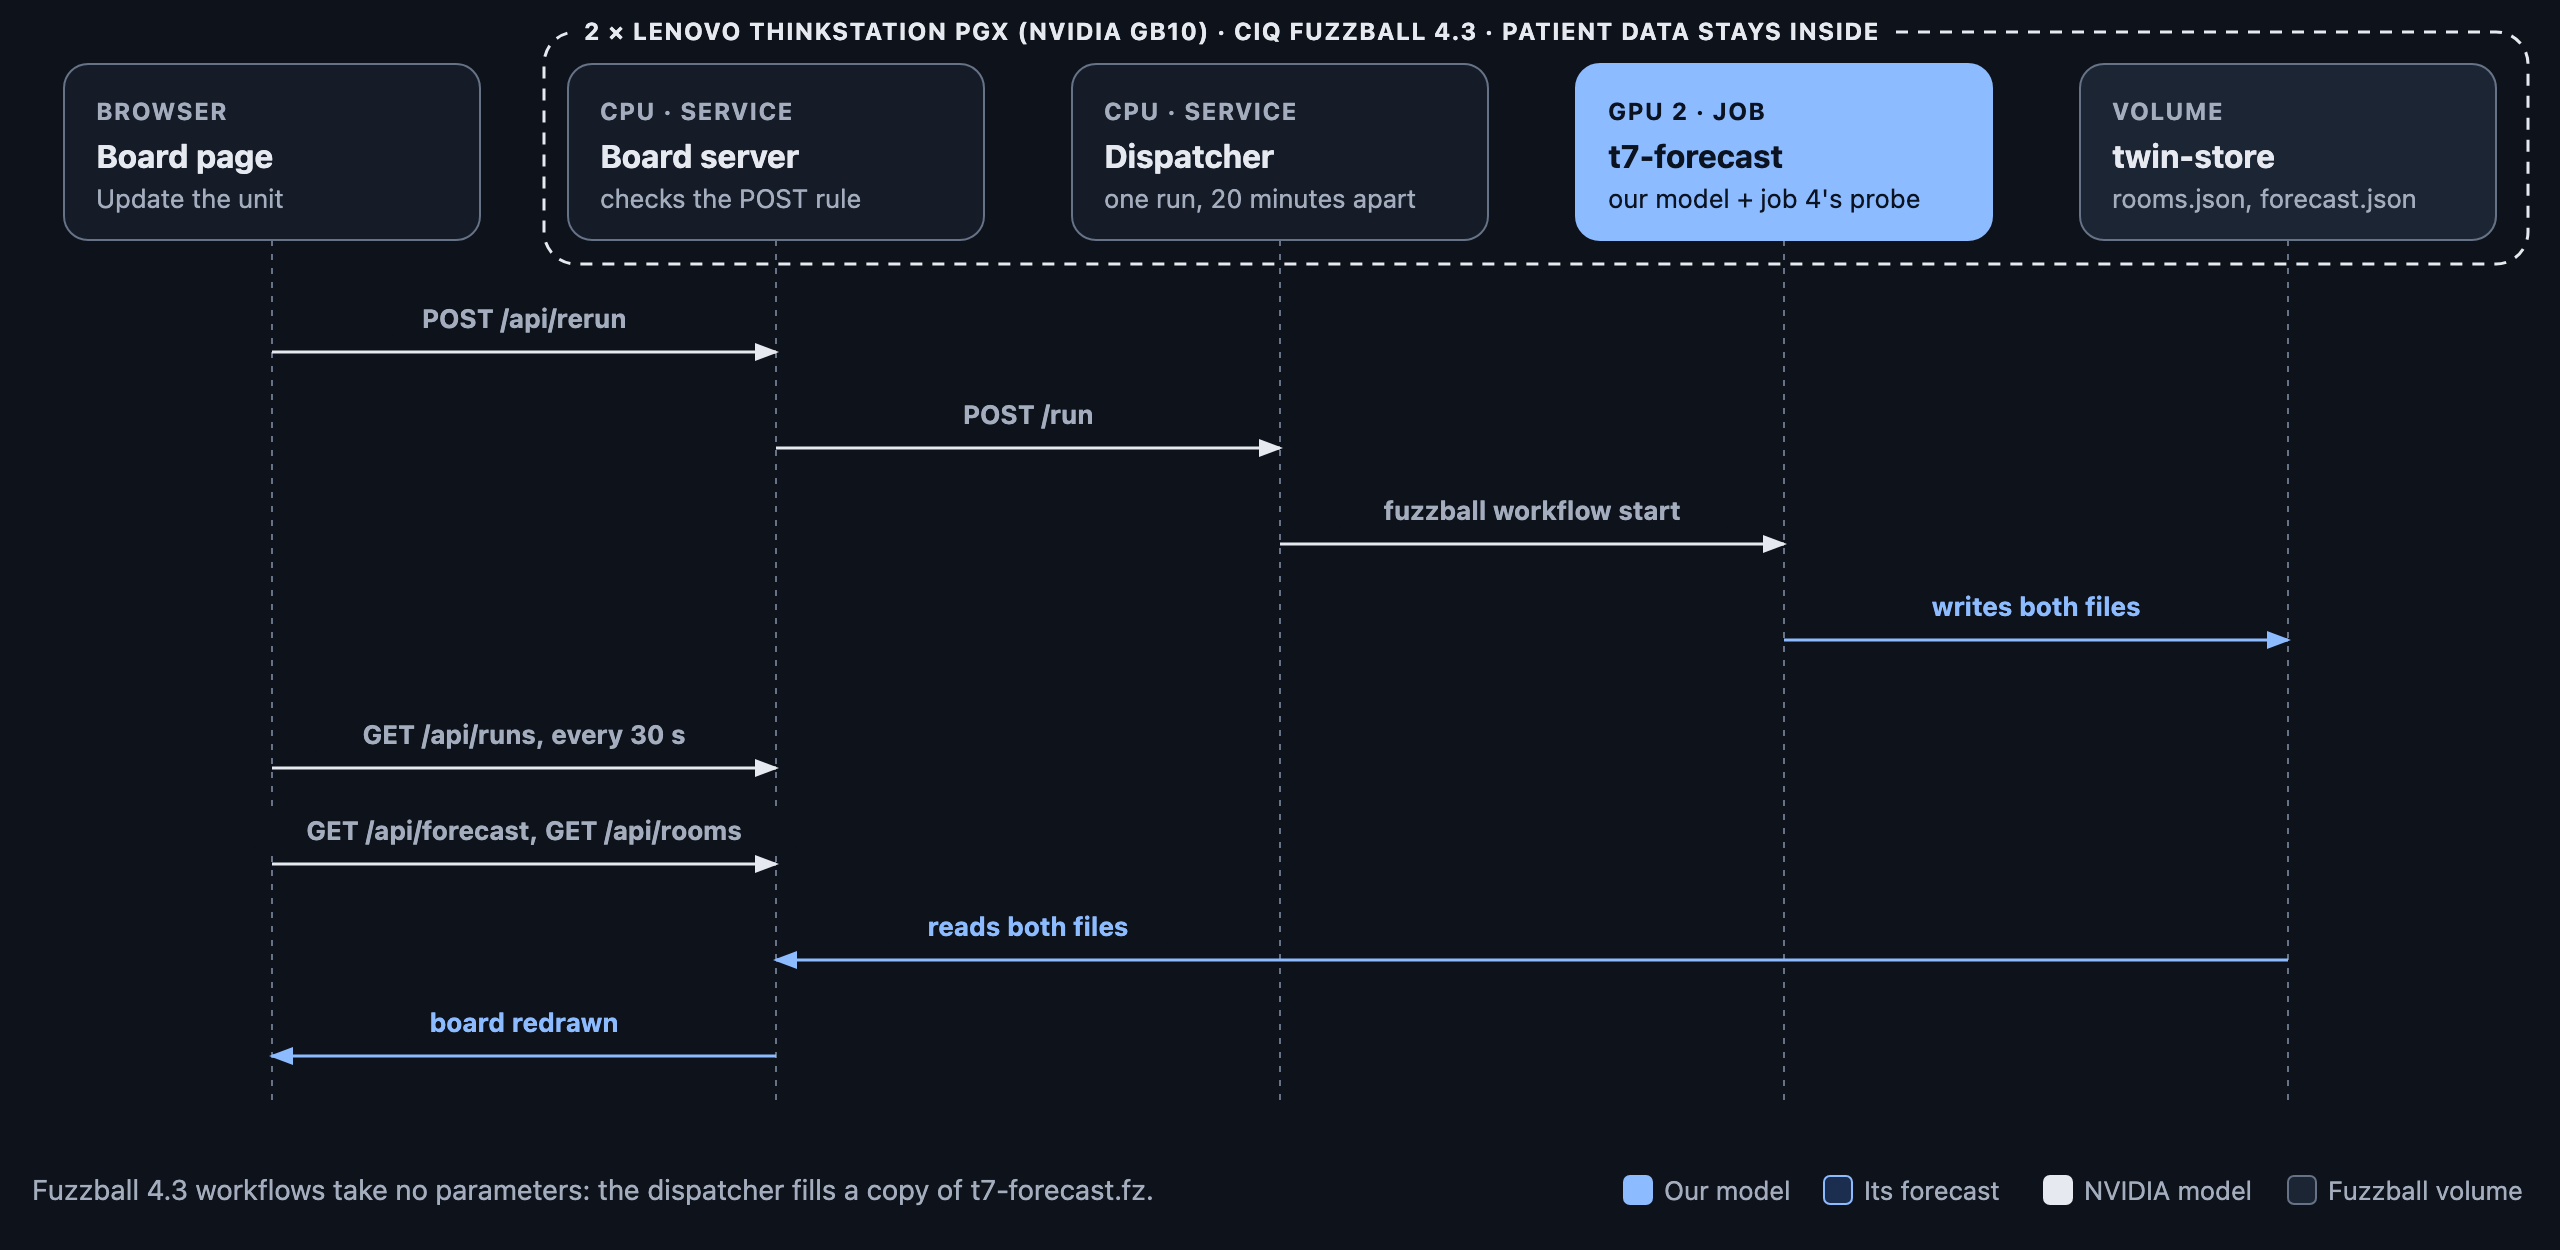 2 × LENOVO THINKSTATION PGX (NVIDIA GB10) · CIQ FUZZBALL 4.3 · PATIENT DATA STAYS INSIDE
BROWSER
Board page
Update the unit
CPU · SERVICE
Board server
checks the POST rule
CPU · SERVICE
Dispatcher
one run, 20 minutes apart
GPU 2 · JOB
t7-forecast
our model + job 4's probe
VOLUME
twin-store
rooms.json, forecast.json
POST /api/rerun
POST /run
fuzzball workflow start
writes both files
GET /api/runs, every 30 s
GET /api/forecast, GET /api/rooms
reads both files
board redrawn
Fuzzball 4.3 workflows take no parameters: the dispatcher fills a copy of t7-forecast.fz.
Our model
Its forecast
NVIDIA model
Fuzzball volume